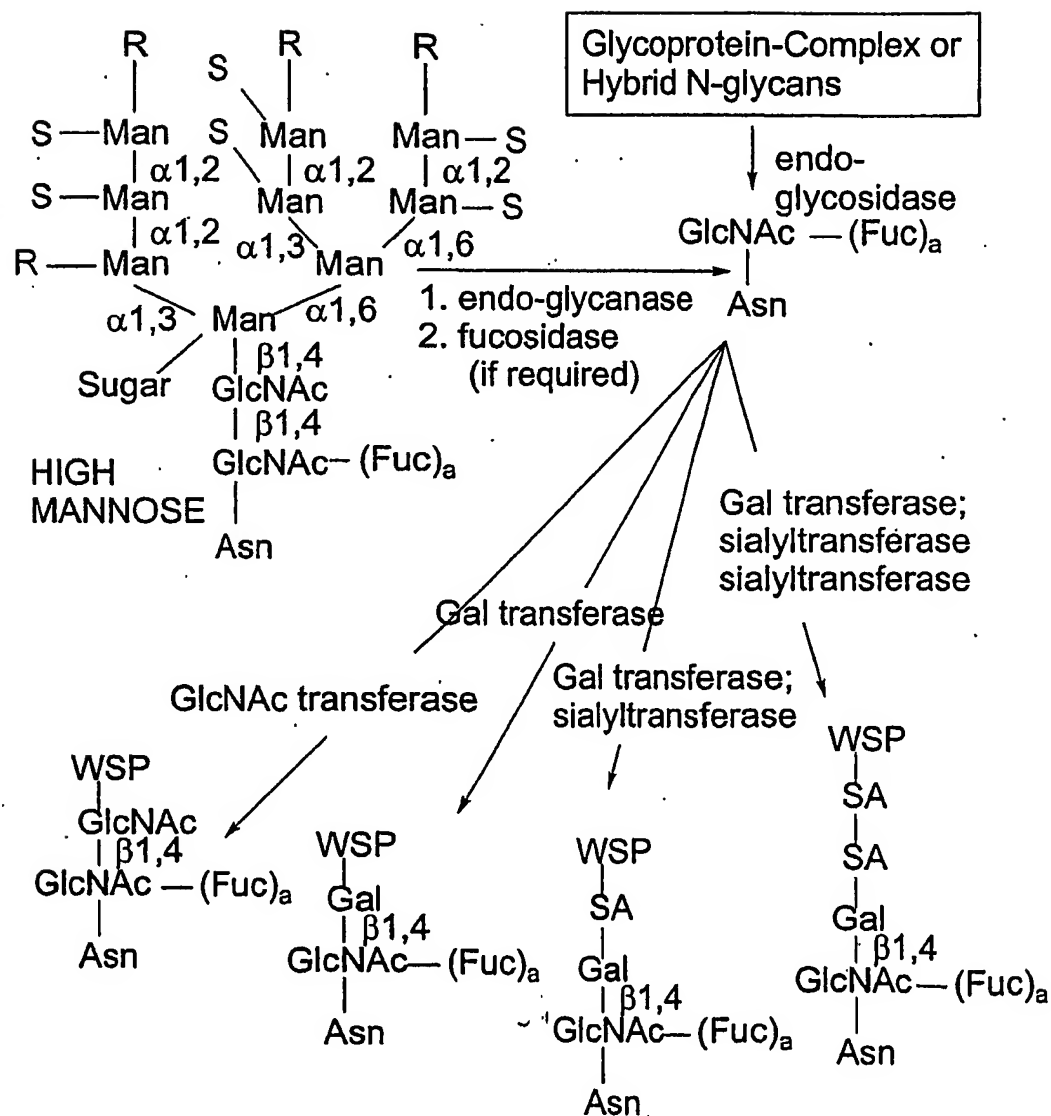 R R R
S
Glycoprotein-Complex or
Hybrid N-glycans
S—Man S Man Man—S
α1,2 α1,2 α1,2
S—Man Man Man—S
α1,2 α1,3 α1,6
R—Man Man
endo-
glycosidase
GlcNAc—(Fuc)a
Asn
1. endo-glycanase
2. fucosidase
(if required)
α1,3 Man α1,6
β1,4
Sugar GlcNAc
β1,4
GlcNAc–(Fuc)a
HIGH
MANNOSE
Asn
Gal transferase;
sialyltransferase
sialyltransferase
Gal transferase
Gal transferase;
sialyltransferase
GlcNAc transferase
WSP
GlcNAc
β1,4
GlcNAc—(Fuc)a
Asn
WSP
Gal
β1,4
GlcNAc—(Fuc)a
Asn
WSP
SA
Gal
β1,4
GlcNAc—(Fuc)a
Asn
WSP
SA
SA
Gal
β1,4
GlcNAc—(Fuc)a
Asn